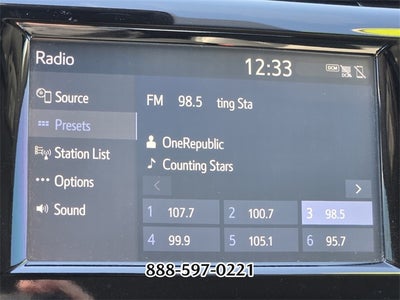 Radio
12:33
DCM
Source
FM 98.5 ting Sta
Presets
OneRepublic
Station List
Counting Stars
Options
Sound
1 107.7 2 100.7 3 98.5
4 99.9 5 105.1 6 95.7
888-597-0221